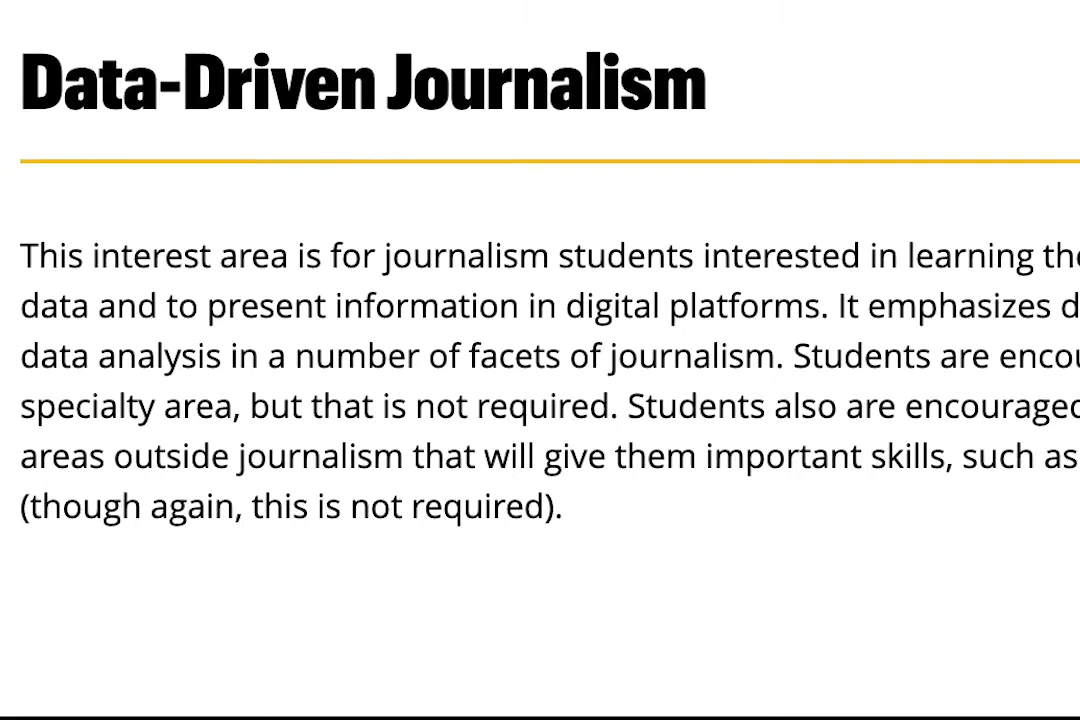 Data-Driven Journalism
This interest area is for journalism students interested in learning
data and to present information in digital platforms. It emphasizes
data analysis in a number of facets of journalism. Students are
specialty area, but that is not required. Students also are
areas outside journalism that will give them important skills, such as
(though again, this is not required).